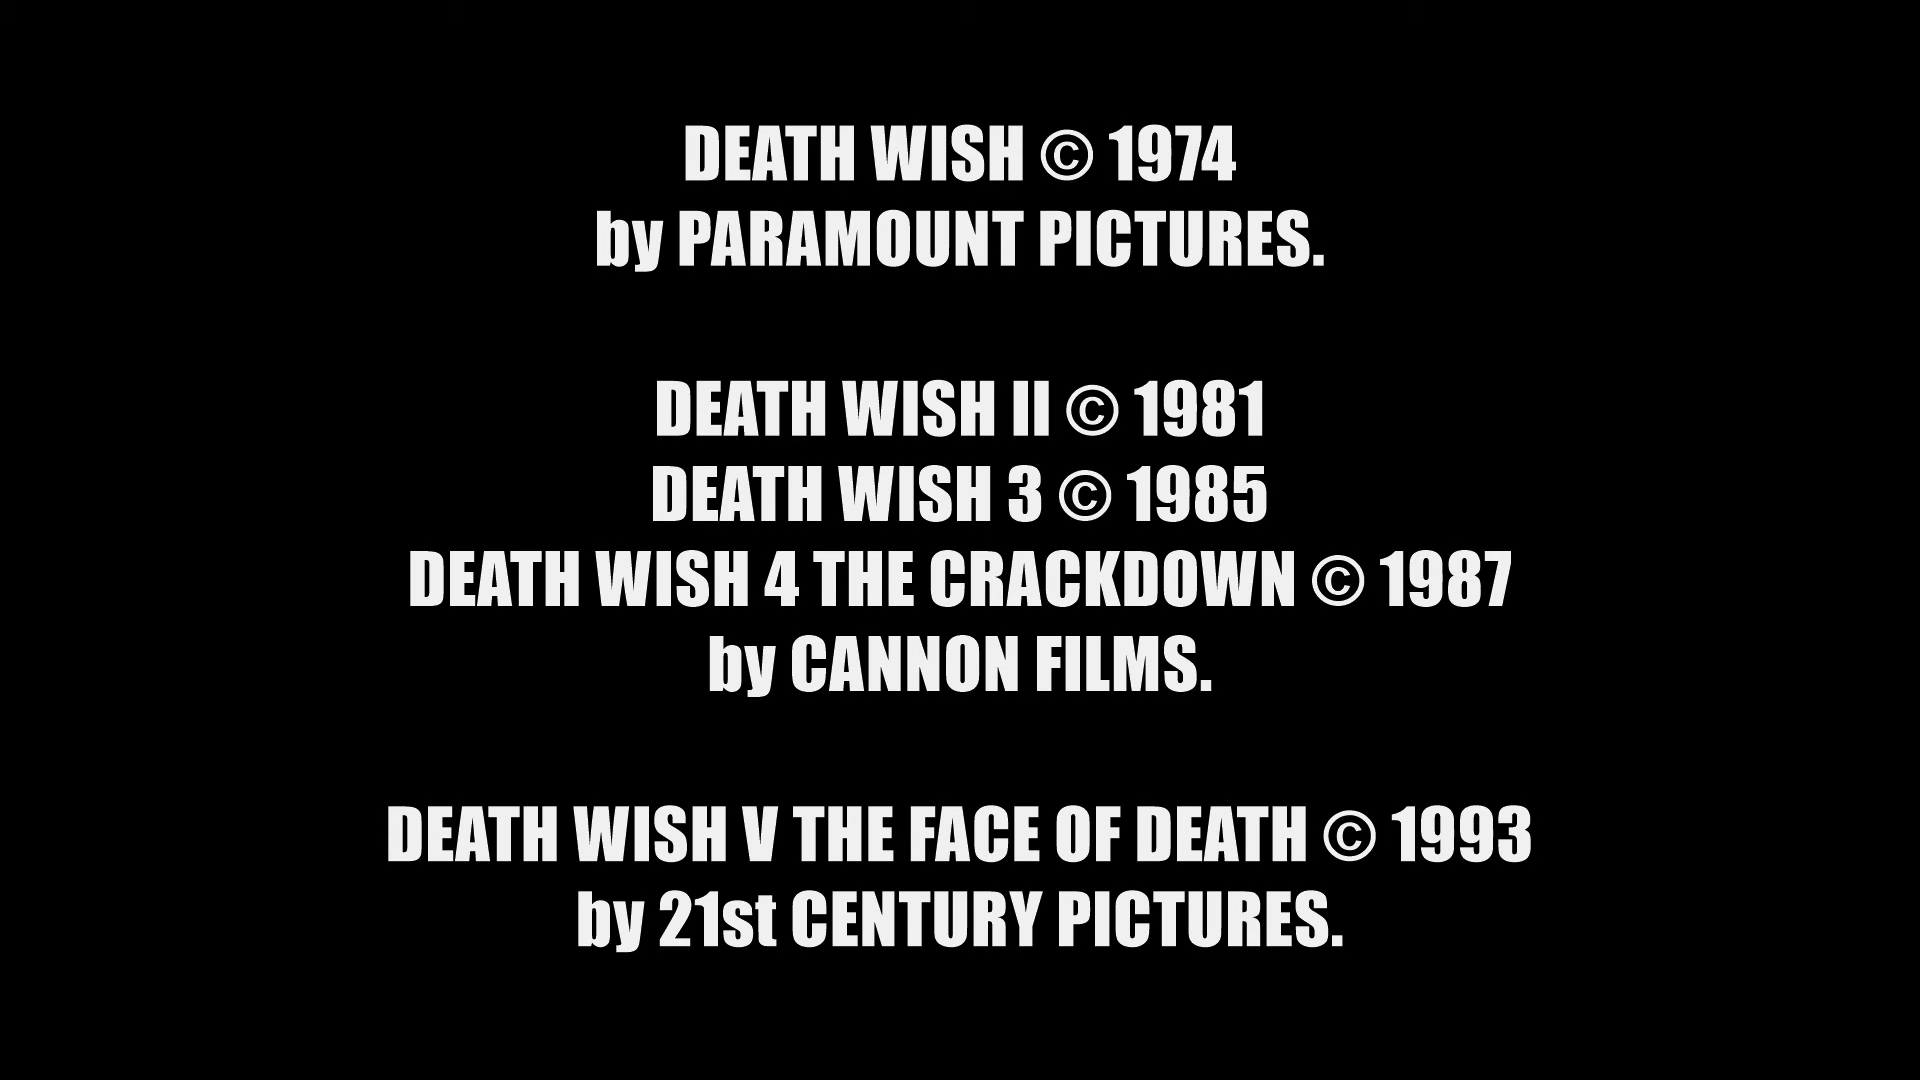 DEATH WISH © 1974
by PARAMOUNT PICTURES.
DEATH WISH II © 1981
DEATH WISH 3 © 1985
DEATH WISH 4 THE CRACKDOWN © 1987
by CANNON FILMS.
DEATH WISH V THE FACE OF DEATH © 1993
by 21st CENTURY PICTURES.